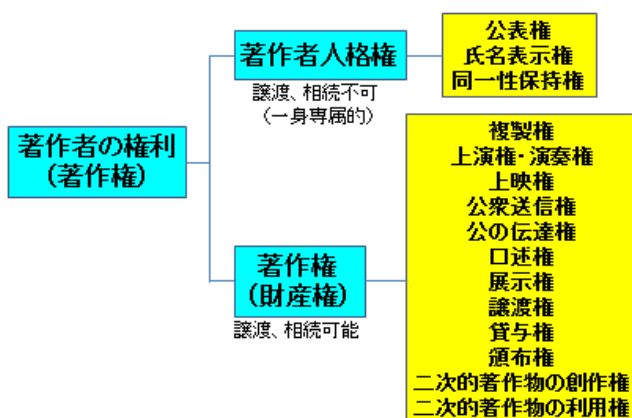 著作者の権利
(著作権)
著作者人格権
譲渡、相続不可
(一身専属的)
公表権
氏名表示権
同一性保持権
著作権
(財産権)
譲渡、相続可能
複製権
上演権・演奏権
上映権
公衆送信権
公の伝達権
口述権
展示権
譲渡権
貸与権
頒布権
二次的著作物の創作権
二次的著作物の利用権